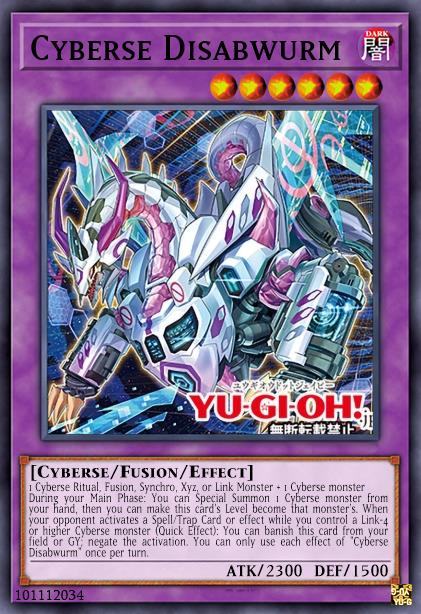 CYBERSE DISABWURM
DARK
闇
ユウギオウドットジェイピー
YU-GI-OH!
無断転載禁止
[CYBERSE/FUSION/EFFECT]
1 Cyberse Ritual, Fusion, Synchro, Xyz, or Link Monster + 1 Cyberse monster
During your Main Phase: You can Special Summon 1 Cyberse monster from
your hand, then you can make this card's Level become that monster's. When
your opponent activates a Spell/Trap Card or effect while you control a Link-4
or higher Cyberse monster (Quick Effect): You can banish this card from your
field or GY; negate the activation. You can only use each effect of "Cyberse
Disabwurm" once per turn.
ATK/2300 DEF/1500
101112034